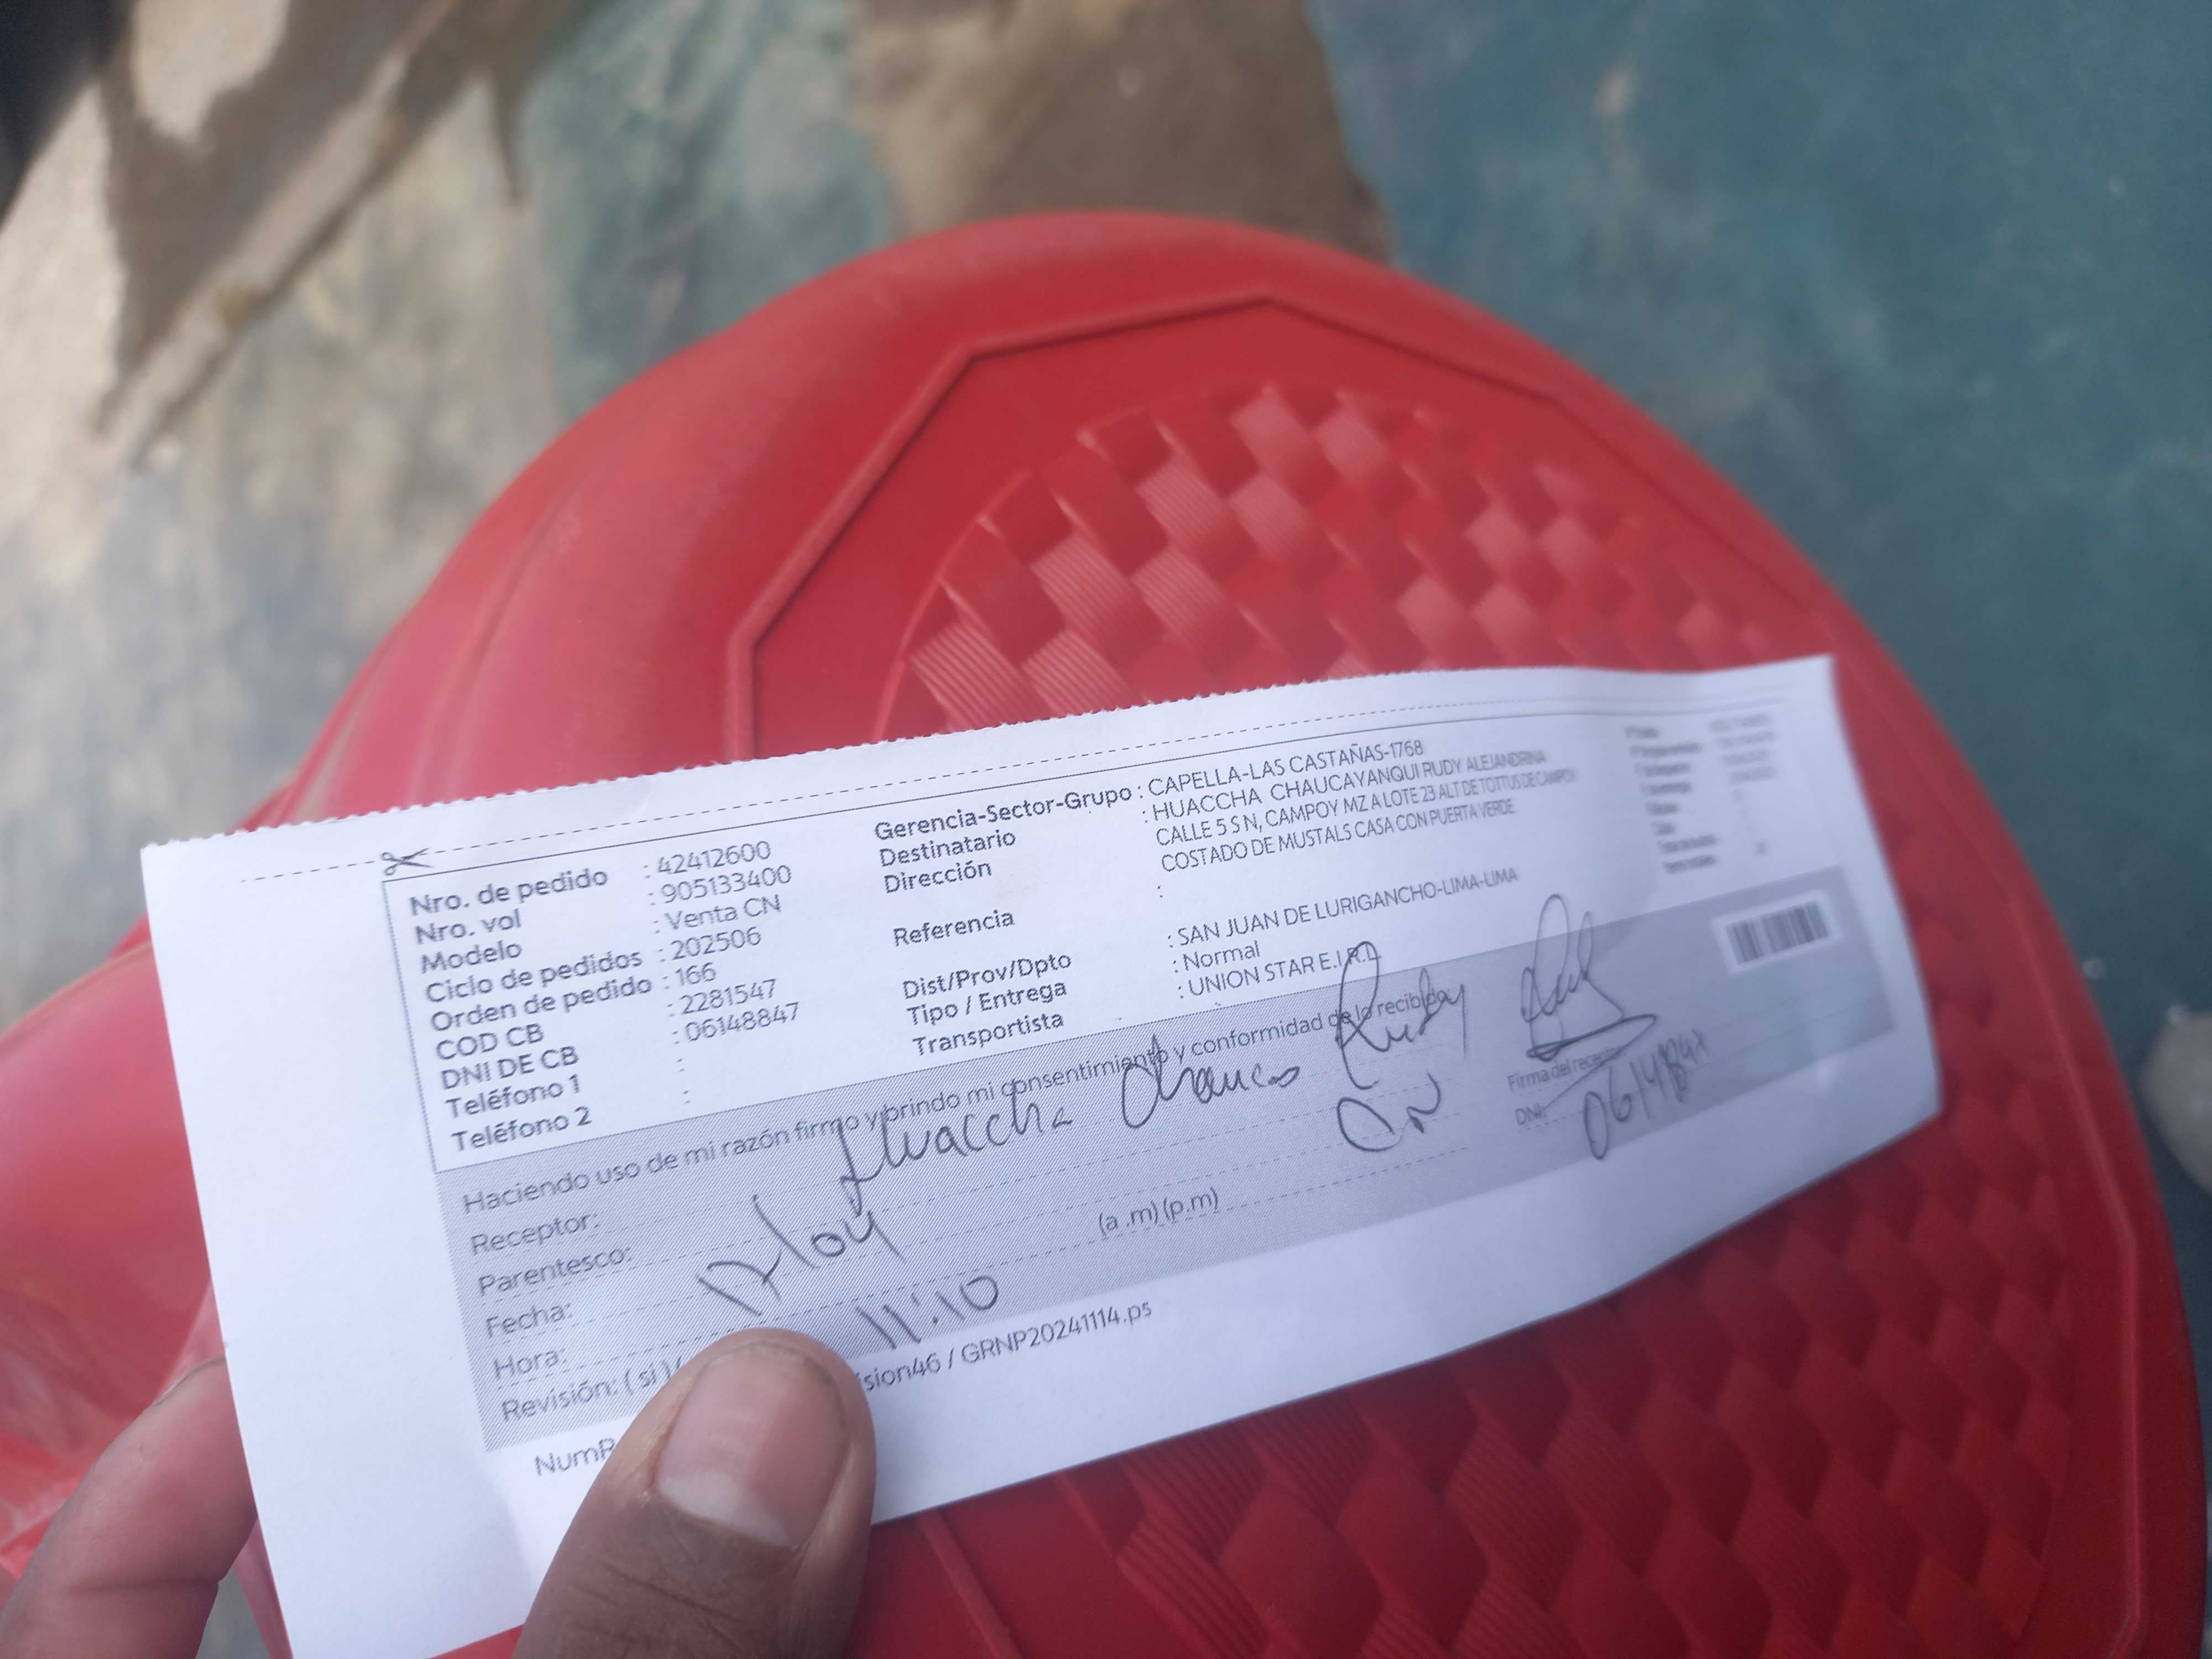 Nro. de pedido : 42412600
Nro. vol : 905133400
Modelo : Venta CN
Ciclo de pedidos : 202506
Orden de pedido : 166
COD CB : 2281547
DNI DE CB : 06148847
Teléfono 1 :
Teléfono 2 :
Gerencia-Sector-Grupo : CAPELLA-LAS CASTAÑAS-1768
Destinatario : HUACCHA CHAUCAYANQUI RUDY ALEJANDRINA
Dirección CALLE 5 S N, CAMPOY MZ A LOTE 23 ALT DE TOTTUS DE CAMPOY
COSTADO DE MUSTALS CASA CON PUERTA VERDE
Referencia :
Dist/Prov/Dpto : SAN JUAN DE LURIGANCHO-LIMA-LIMA
Tipo / Entrega : Normal
Transportista : UNION STAR E.I.R.L
Haciendo uso de mi razón firmo y brindo mi consentimiento y conformidad de lo recibido
Receptor: Huaccha Rudy
Parentesco:
Fecha:
Hora: 11:10 (a .m) (p.m)
Revisión: ( si ) (
Firma del receptor
DNI:
NumR sion46 / GRNP20241114.ps